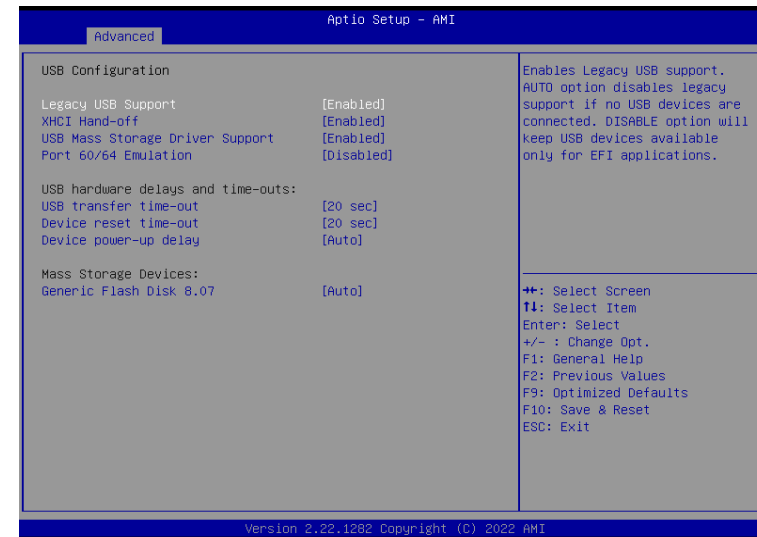 Aptio Setup – AMI
Advanced
USB Configuration
Legacy USB Support [Enabled]
XHCI Hand-off [Enabled]
USB Mass Storage Driver Support [Enabled]
Port 60/64 Emulation [Disabled]
USB hardware delays and time-outs:
USB transfer time-out [20 sec]
Device reset time-out [20 sec]
Device power-up delay [Auto]
Mass Storage Devices:
Generic Flash Disk 8.07 [Auto]
Enables Legacy USB support.
AUTO option disables legacy
support if no USB devices are
connected. DISABLE option will
keep USB devices available
only for EFI applications.
→←: Select Screen
↑↓: Select Item
Enter: Select
+/- : Change Opt.
F1: General Help
F2: Previous Values
F9: Optimized Defaults
F10: Save & Reset
ESC: Exit
Version 2.22.1282 Copyright (C) 2022 AMI